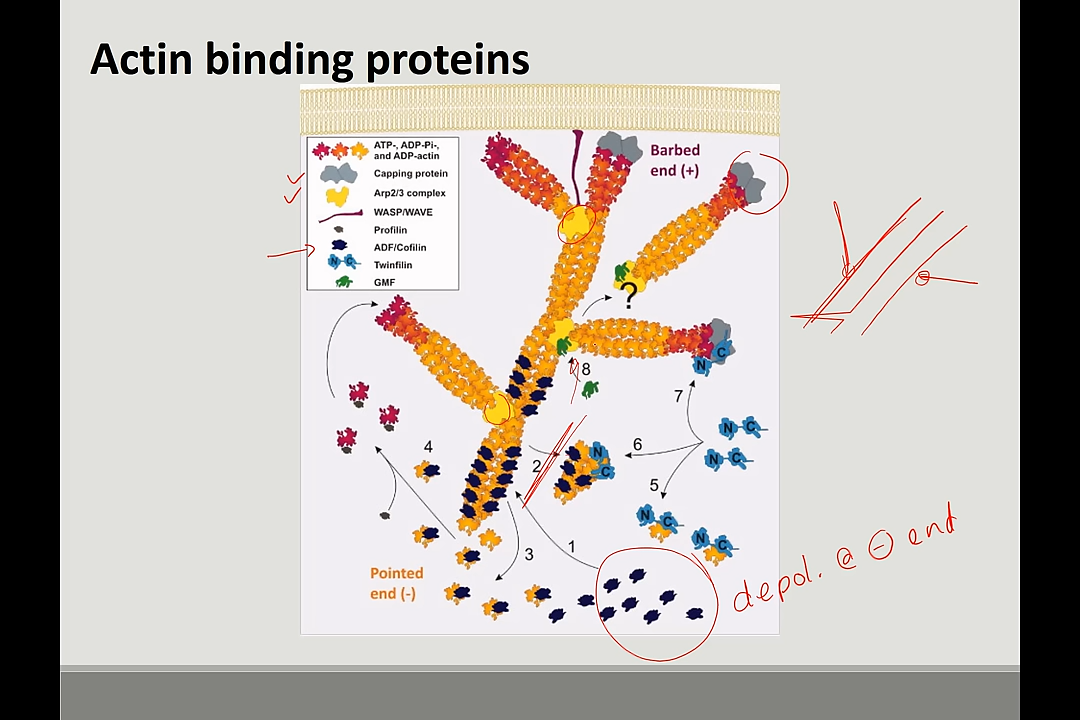 Actin binding proteins
ATP-, ADP-Pi-,
and ADP-actin
Capping protein
Arp2/3 complex
WASP/WAVE
Profilin
ADF/Cofilin
N C
Twinfilin
GMF
Barbed
end (+)
?
C
N
8
7
N C
4
2
N
C
6
N C
5
N C
N C
3
1
Pointed
end (-)
depol. @ ⊖ end